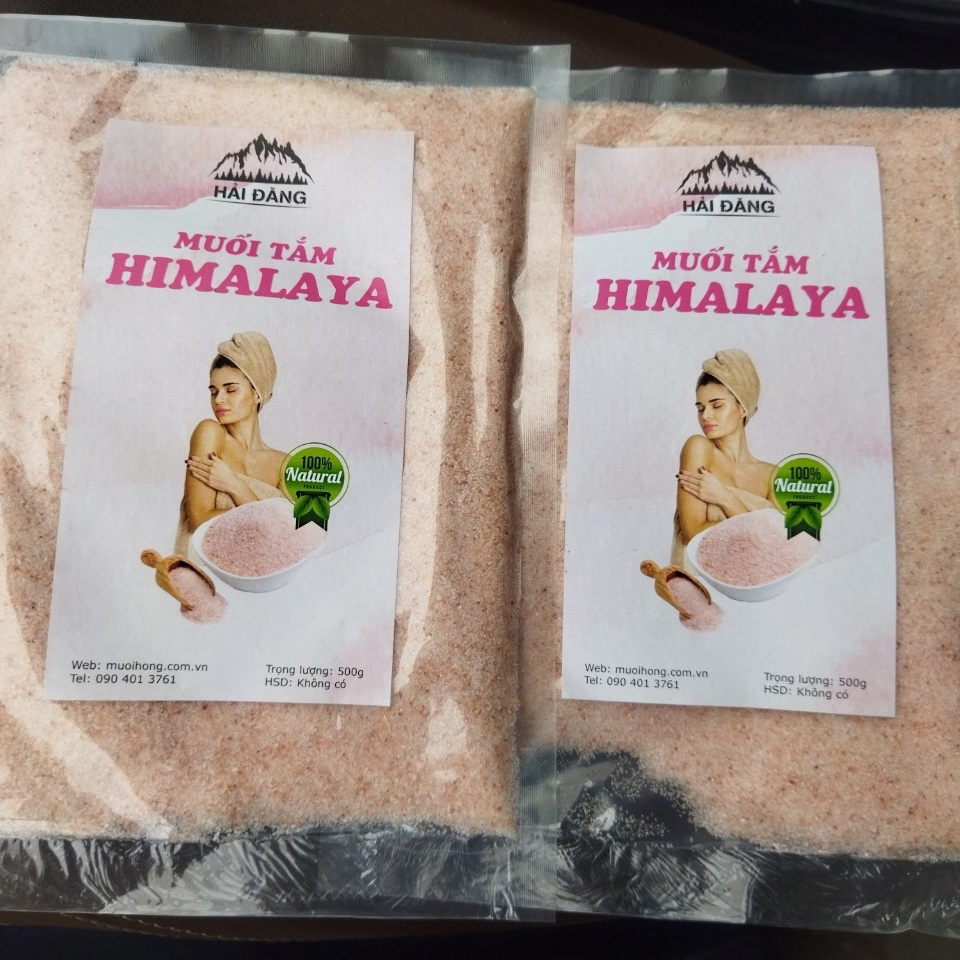 HẢI ĐĂNG
MUỐI TẮM
HIMALAYA
100%
Natural
PRODUCT
Web: muoihong.com.vn
Tel: 090 401 3761
Trọng lượng: 500g
HSD: Không có
HẢI ĐĂNG
MUỐI TẮM
HIMALAYA
100%
Natural
PRODUCT
Web: muoihong.com.vn
Tel: 090 401 3761
Trọng lượng: 500g
HSD: Không có